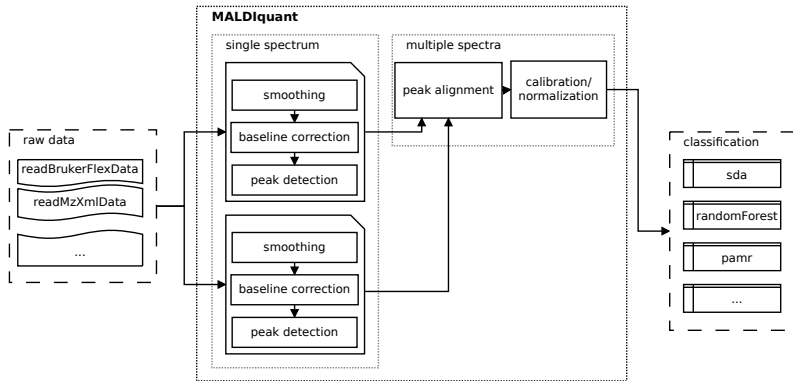 MALDIquant
raw data
readBrukerFlexData
readMzXmlData
...
single spectrum
smoothing
baseline correction
peak detection
smoothing
baseline correction
peak detection
multiple spectra
peak alignment
calibration/
normalization
classification
sda
randomForest
pamr
...